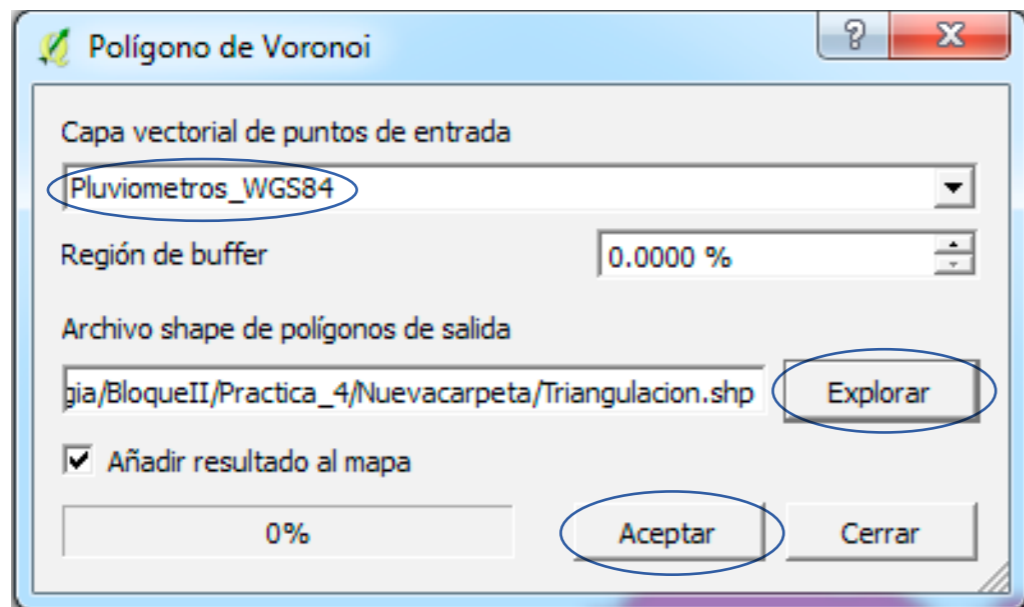 Polígono de Voronoi
Capa vectorial de puntos de entrada
Pluviometros_WGS84
Región de buffer
0.0000 %
Archivo shape de polígonos de salida
gia/BloqueII/Practica_4/Nuevacarpeta/Triangulacion.shp
Explorar
Añadir resultado al mapa
0%
Aceptar
Cerrar